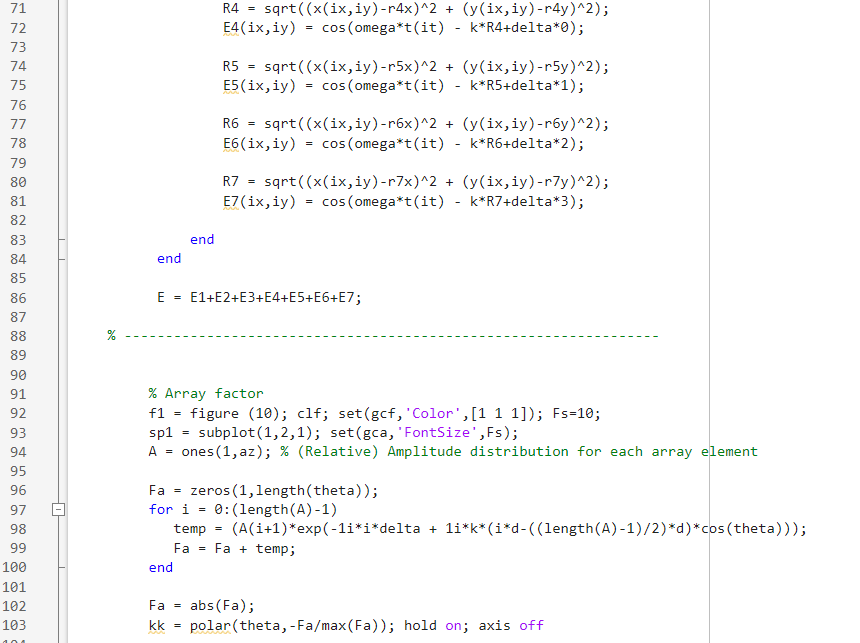 71 R4 = sqrt((x(ix,iy)-r4x)^2 + (y(ix,iy)-r4y)^2);
72 E4(ix,iy) = cos(omega*t(it) - k*R4+delta*0);
73
74 R5 = sqrt((x(ix,iy)-r5x)^2 + (y(ix,iy)-r5y)^2);
75 E5(ix,iy) = cos(omega*t(it) - k*R5+delta*1);
76
77 R6 = sqrt((x(ix,iy)-r6x)^2 + (y(ix,iy)-r6y)^2);
78 E6(ix,iy) = cos(omega*t(it) - k*R6+delta*2);
79
80 R7 = sqrt((x(ix,iy)-r7x)^2 + (y(ix,iy)-r7y)^2);
81 E7(ix,iy) = cos(omega*t(it) - k*R7+delta*3);
82
83 end
84 end
85
86 E = E1+E2+E3+E4+E5+E6+E7;
87
88 % -----------------------------------------------------------------
89
90
91 % Array factor
92 f1 = figure (10); clf; set(gcf,'Color',[1 1 1]); Fs=10;
93 sp1 = subplot(1,2,1); set(gca,'FontSize',Fs);
94 A = ones(1,az); % (Relative) Amplitude distribution for each array element
95
96 Fa = zeros(1,length(theta));
97 for i = 0:(length(A)-1)
98 temp = (A(i+1)*exp(-1i*i*delta + 1i*k*(i*d-((length(A)-1)/2)*d)*cos(theta)));
99 Fa = Fa + temp;
100 end
101
102 Fa = abs(Fa);
103 kk = polar(theta,-Fa/max(Fa)); hold on; axis off